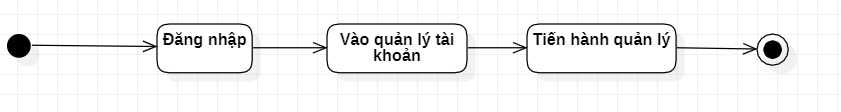 Đăng nhập
Vào quản lý tài
khoản
Tiến hành quản lý